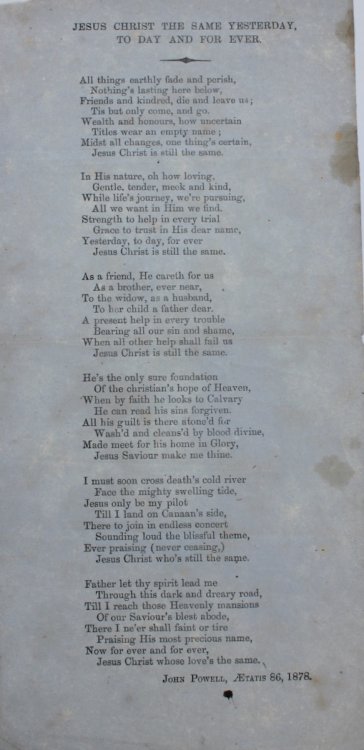 JESUS CHRIST THE SAME YESTERDAY,
TO DAY AND FOR EVER.
All things earthly fade and perish,
Nothing's lasting here below,
Friends and kindred, die and leave us;
Tis but only come, and go.
Wealth and honours, how uncertain
Titles wear an empty name;
Midst all changes, one thing's certain,
Jesus Christ is still the same.
In His nature, oh how loving,
Gentle, tender, meek and kind,
While life's journey, we're pursuing,
All we want in Him we find.
Strength to help in every trial
Grace to trust in His dear name,
Yesterday, to day, for ever
Jesus Christ is still the same.
As a friend, He careth for us
As a brother, ever near,
To the widow, as a husband,
To her child a father dear.
A present help in every trouble
Bearing all our sin and shame,
When all other help shall fail us
Jesus Christ is still the same.
He's the only sure foundation
Of the christian's hope of Heaven,
When by faith he looks to Calvary
He can read his sins forgiven.
All his guilt is there stone'd for
Wash'd and cleans'd by blood divine,
Made meet for his home in Glory,
Jesus Saviour make me thine.
I must soon cross death's cold river
Face the mighty swelling tide,
Jesus only be my pilot
Till I land on Canaan's side,
There to join in endless concert
Sounding loud the blissful theme,
Ever praising (never ceasing,)
Jesus Christ who's still the same.
Father let thy spirit lead me
Through this dark and dreary road,
Till I reach those Heavenly mansions
Of our Saviour's blest abode,
There I ne'er shall faint or tire
Praising His most precious name,
Now for ever and for ever,
Jesus Christ whose love's the same.
JOHN POWELL, ÆTATIS 86, 1878.